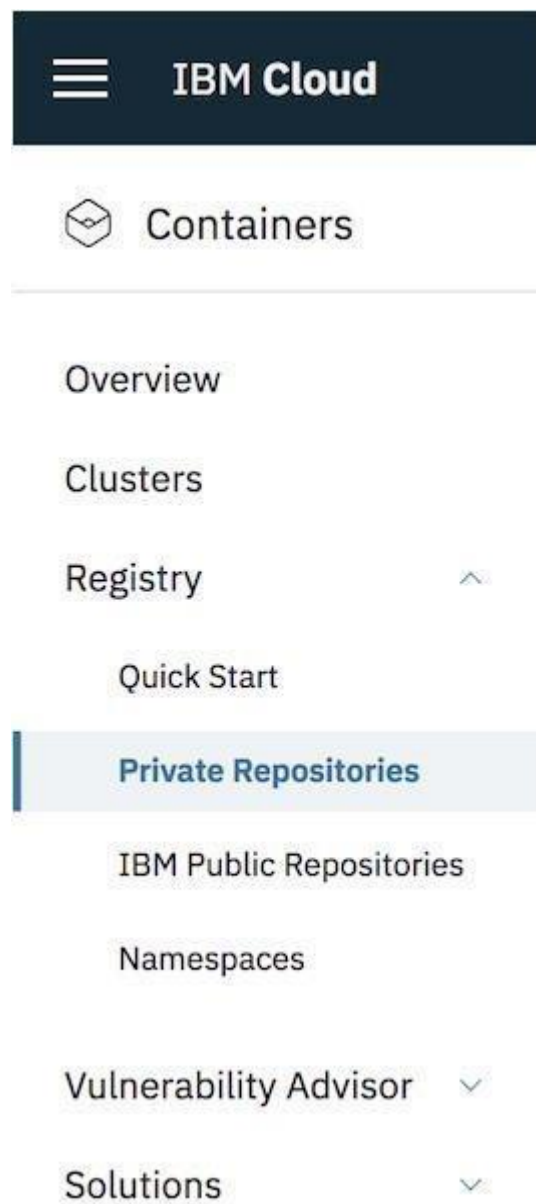 IBM Cloud
Containers
Overview
Clusters
Registry
Quick Start
Private Repositories
IBM Public Repositories
Namespaces
Vulnerability Advisor
Solutions